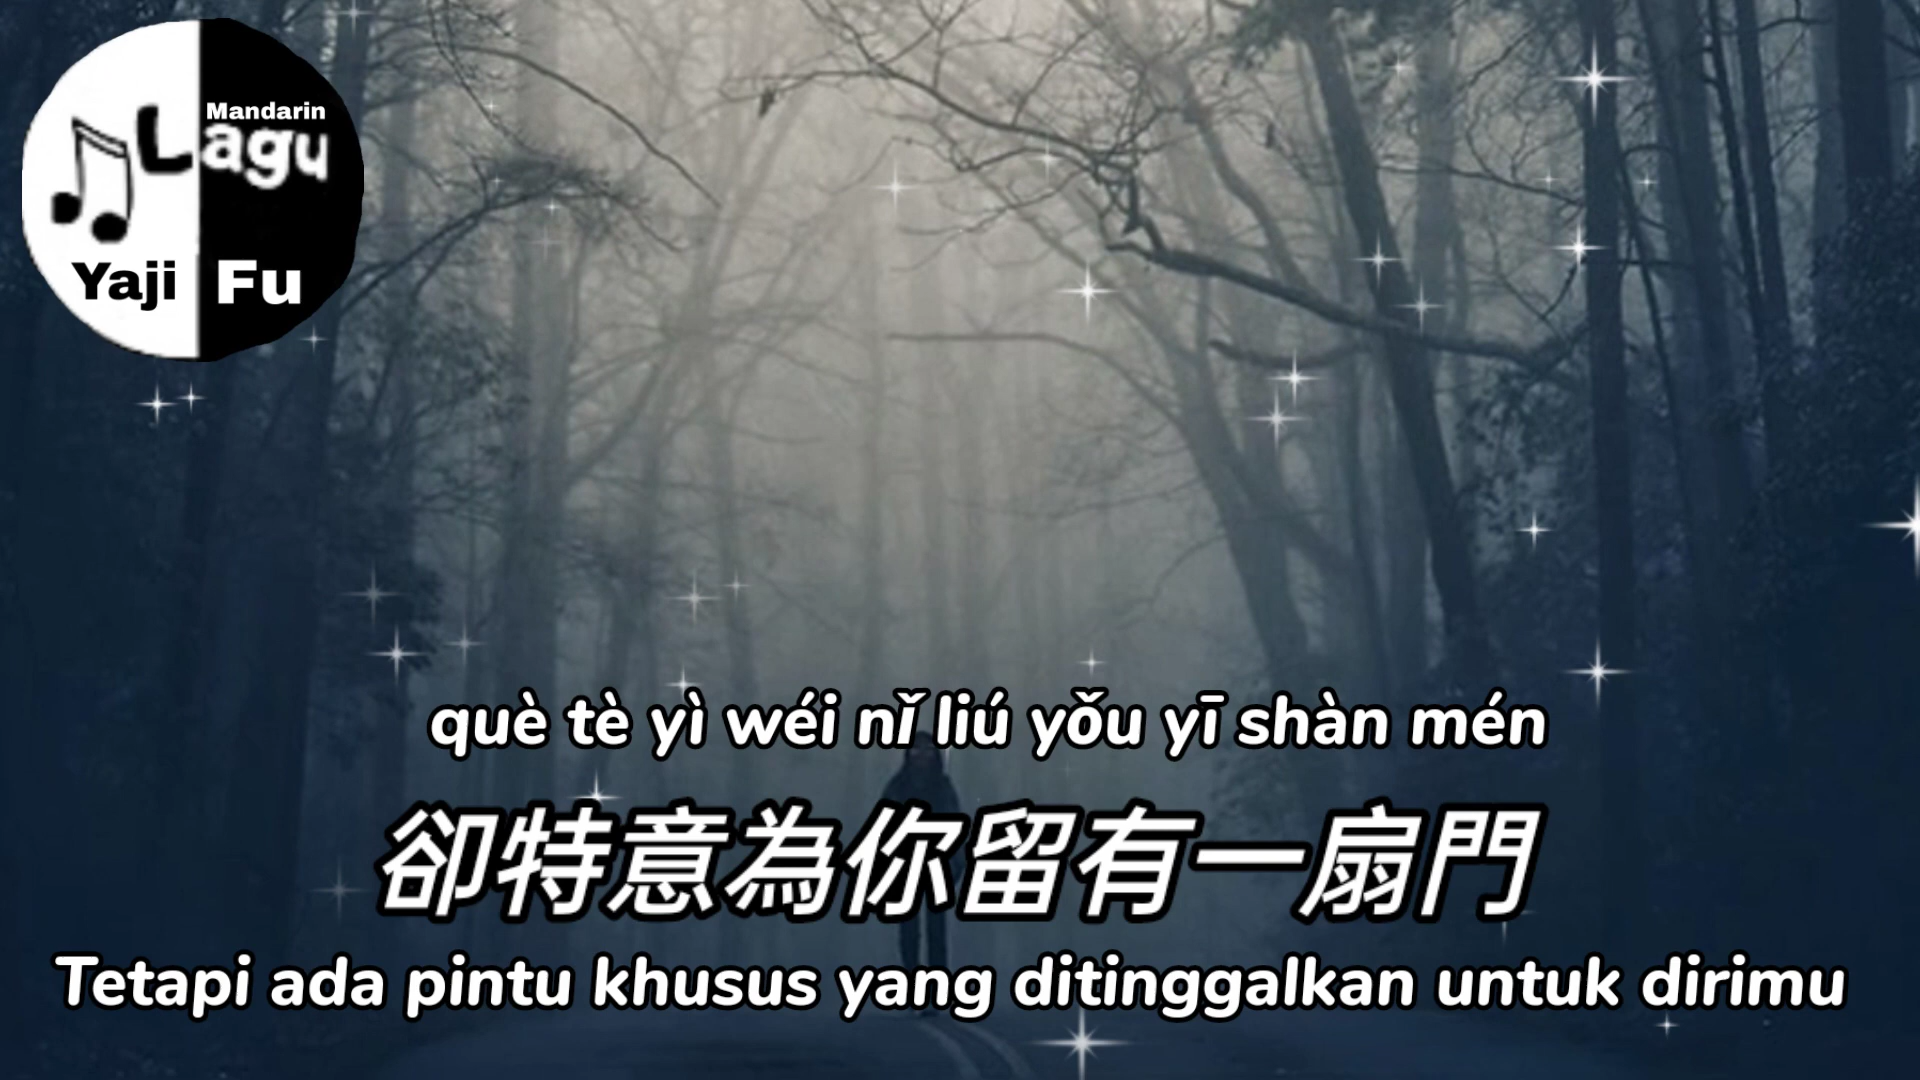 Mandarin
Lagu
Yaji Fu
què tè yì wéi nǐ liú yǒu yī shàn mén
卻特意為你留有一扇門
Tetapi ada pintu khusus yang ditinggalkan untuk dirimu